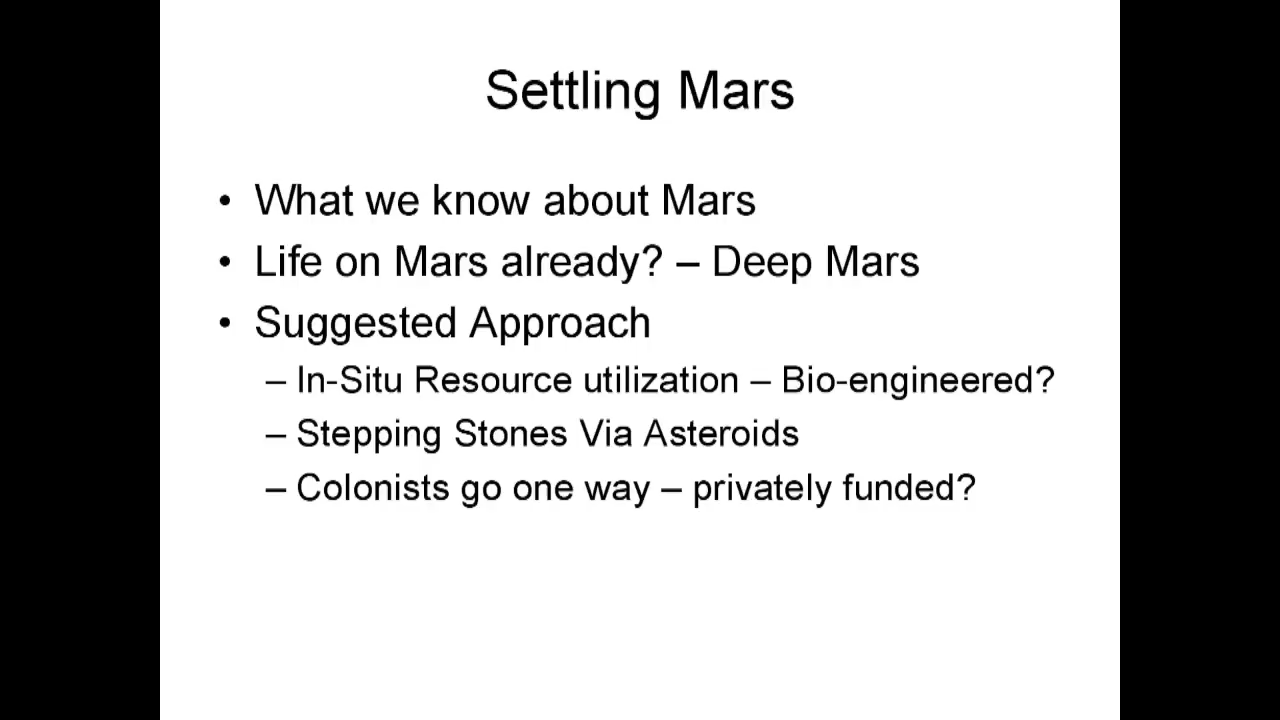 Settling Mars
• What we know about Mars
• Life on Mars already? – Deep Mars
• Suggested Approach
– In-Situ Resource utilization – Bio-engineered?
– Stepping Stones Via Asteroids
– Colonists go one way – privately funded?